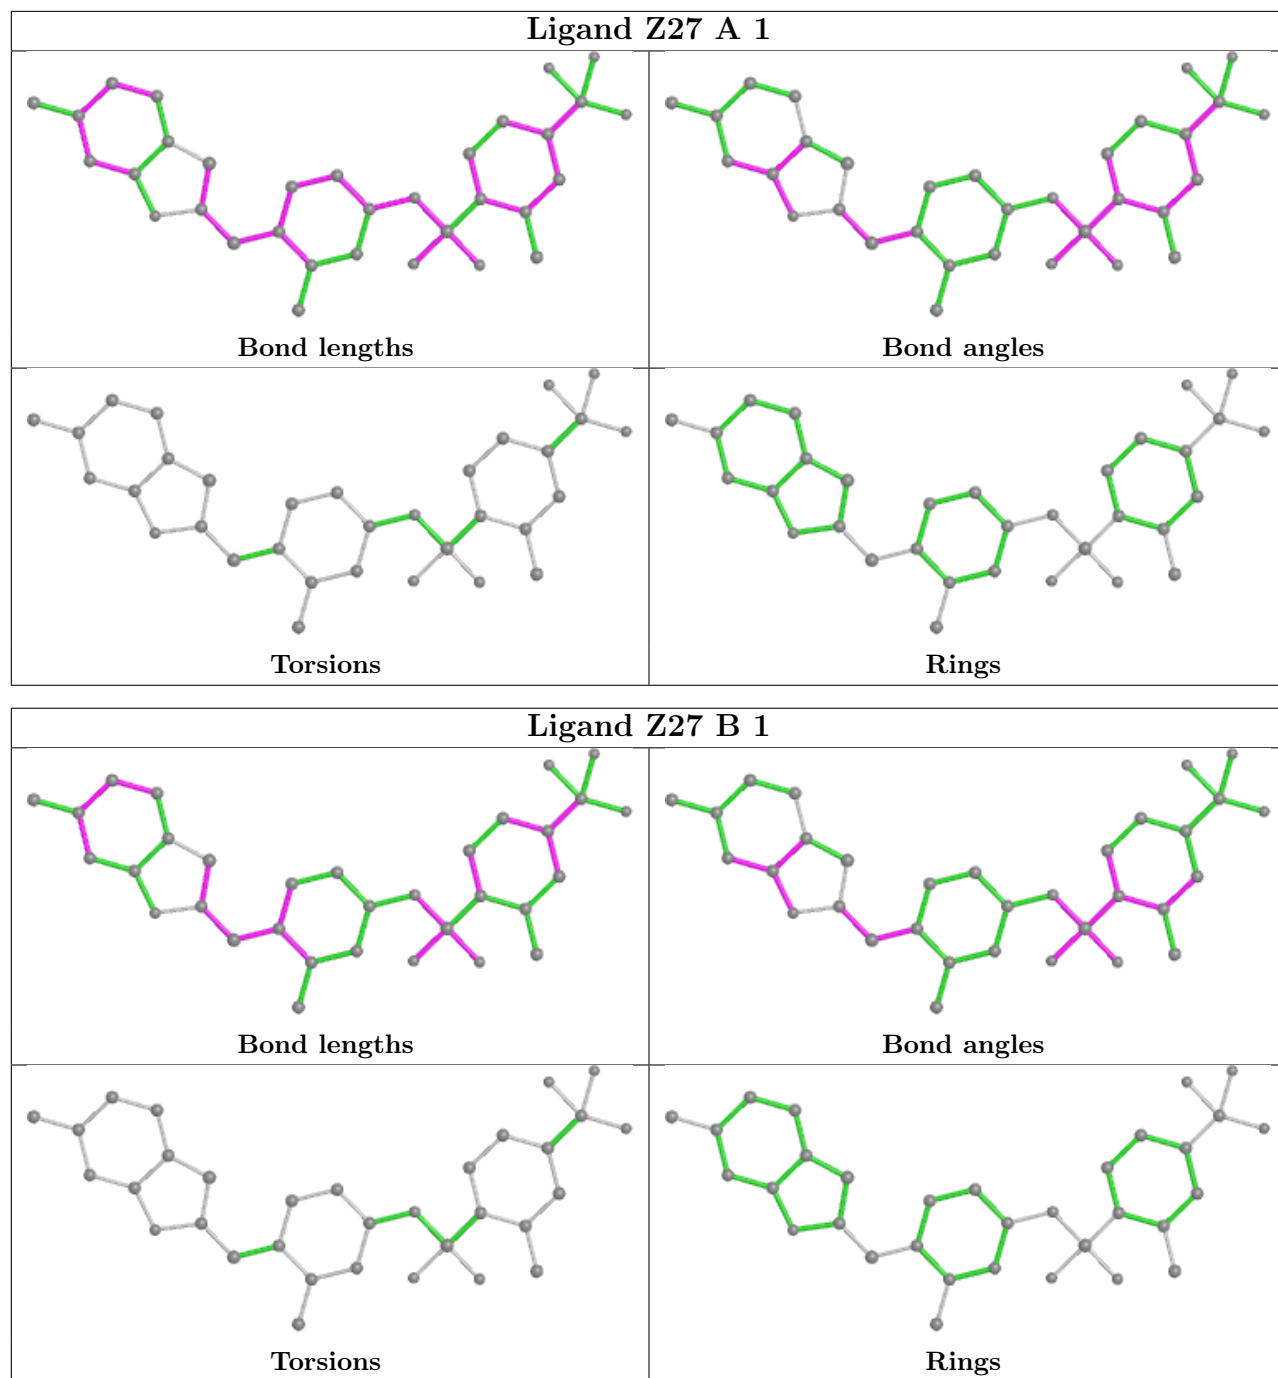 Ligand Z27 A 1
Bond lengths
Bond angles
Torsions
Rings
Ligand Z27 B 1
Bond lengths
Bond angles
Torsions
Rings